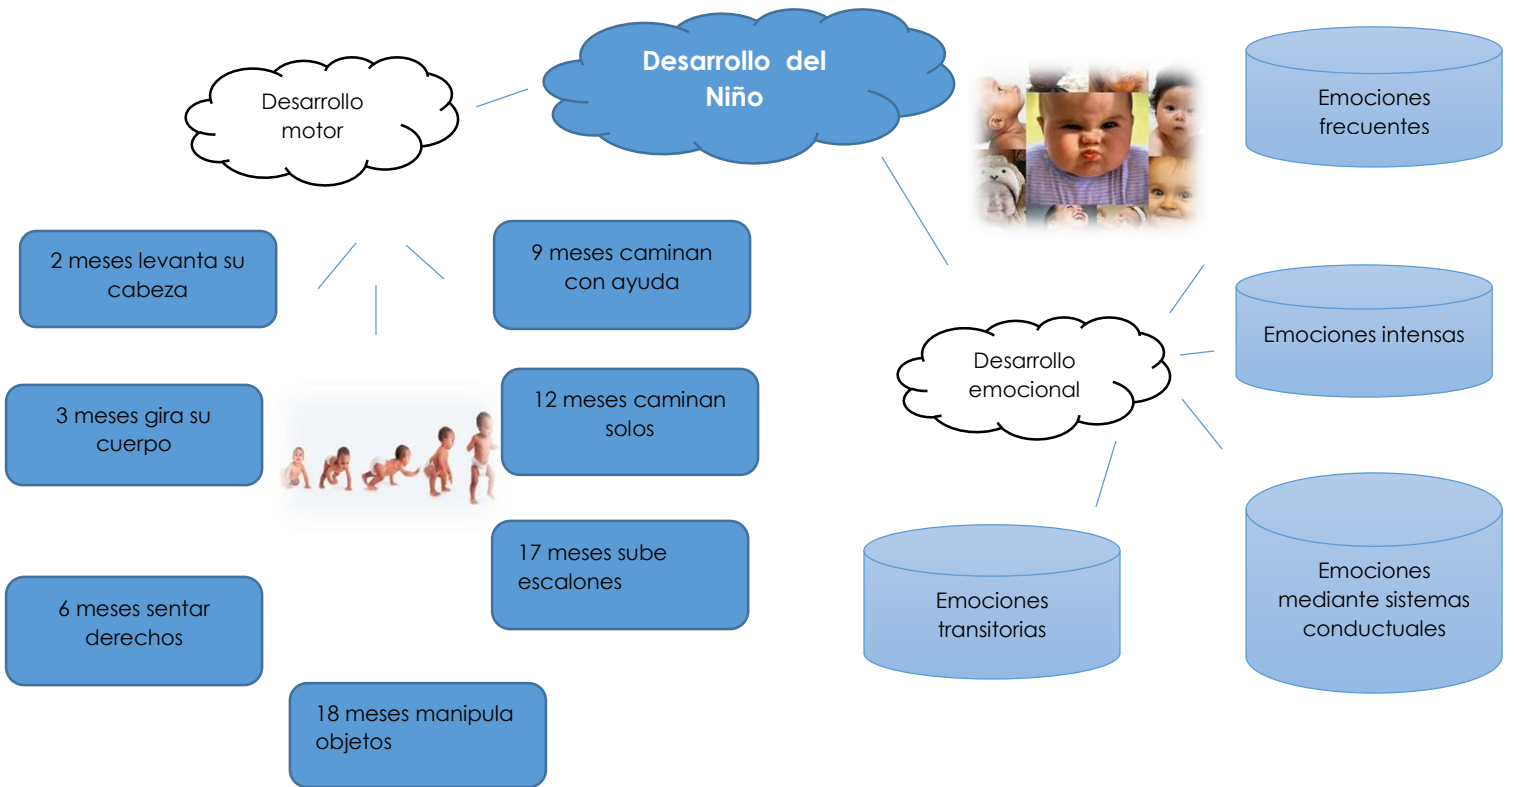 Desarrollo del
Niño
Desarrollo
motor
2 meses levanta su
cabeza
3 meses gira su
cuerpo
6 meses sentar
derechos
9 meses caminan
con ayuda
12 meses caminan
solos
17 meses sube
escalones
18 meses manipula
objetos
Desarrollo
emocional
Emociones
frecuentes
Emociones intensas
Emociones
mediante sistemas
conductuales
Emociones
transitorias